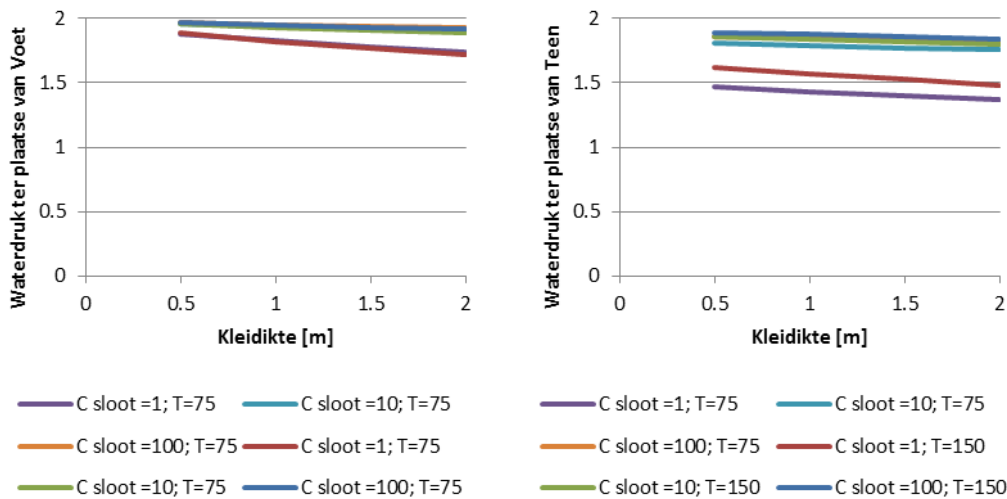 Waterdruk ter plaatse van Voet
2
1.5
1
0.5
0
0 0.5 1 1.5 2
Kleidikte [m]
C sloot =1; T=75 C sloot =10; T=75
C sloot =100; T=75 C sloot =1; T=75
C sloot =10; T=75 C sloot =100; T=75
Waterdruk ter plaatse van Teen
2
1.5
1
0.5
0
0 0.5 1 1.5 2
Kleidikte [m]
C sloot =1; T=75 C sloot =10; T=75
C sloot =100; T=75 C sloot =1; T=150
C sloot =10; T=150 C sloot =100; T=150